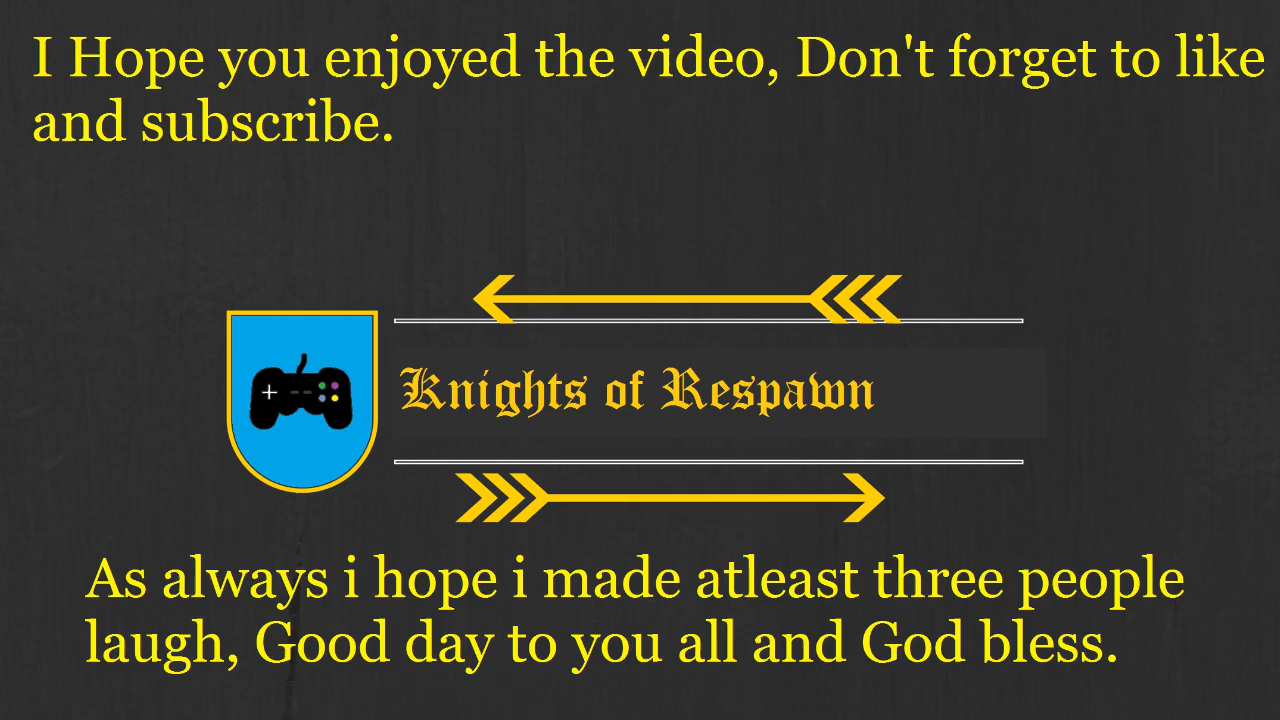 I Hope you enjoyed the video, Don't forget to like
and subscribe.
Knights of Respawn
As always i hope i made atleast three people
laugh, Good day to you all and God bless.